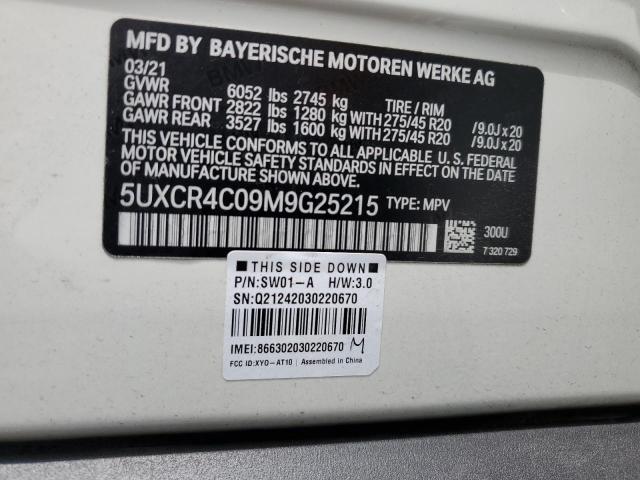 MFD BY BAYERISCHE MOTOREN WERKE AG
03/21
GVWR 6052 lbs 2745 kg TIRE / RIM
GAWR FRONT 2822 lbs 1280 kg WITH 275/45 R20 /9.0J x 20
GAWR REAR 3527 lbs 1600 kg WITH 275/45 R20 /9.0J x 20
THIS VEHICLE CONFORMS TO ALL APPLICABLE U.S. FEDERAL
MOTOR VEHICLE SAFETY STANDARDS IN EFFECT ON THE
DATE OF MANUFACTURE SHOWN ABOVE.
5UXCR4C09M9G25215 TYPE: MPV
300U
7 320 729
THIS SIDE DOWN
P/N:SW01-A H/W:3.0
SN:Q21242030220670
IMEI:866302030220670 M
FCC ID:XYO-AT10 | Assembled in China